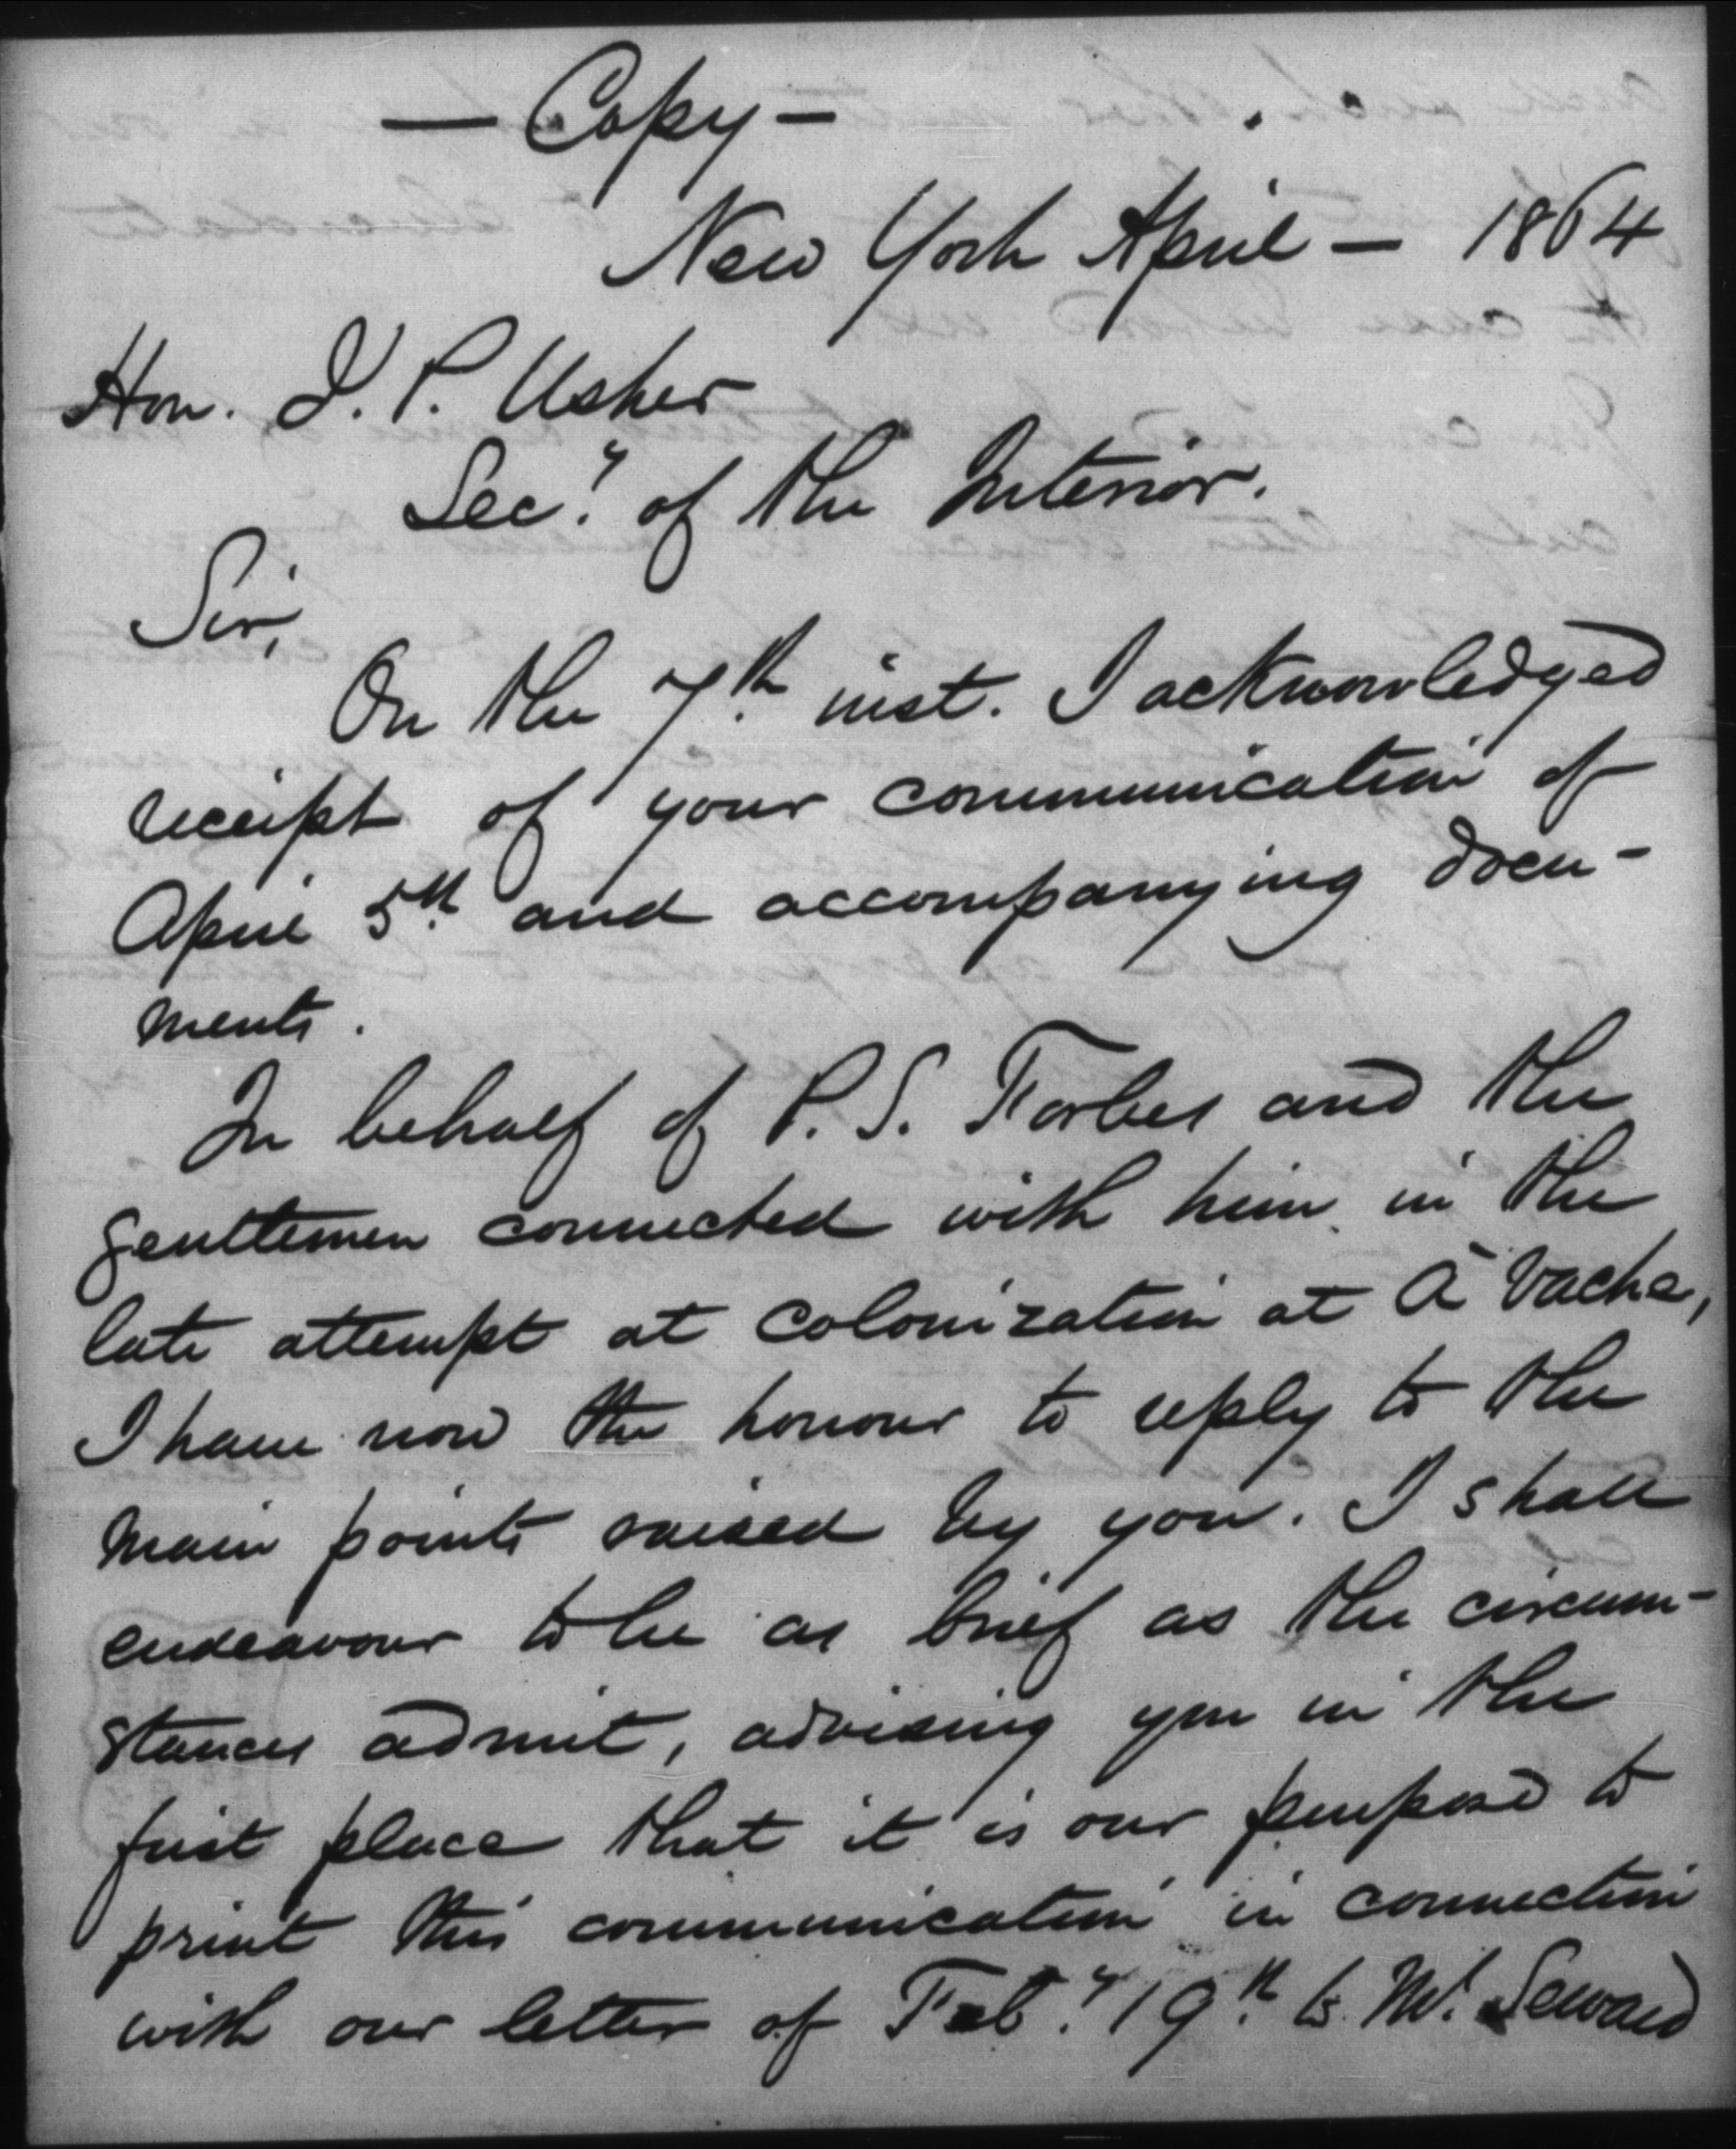 — Copy —
New York April — 1864
Hon. J. P. Usher
Secy. of the Interior.
Sir,
On the 7th inst. I acknowledged
receipt of your communication of
April 5th and accompanying docu-
ments.
In behalf of P. S. Forbes and the
gentlemen connected with him in the
late attempt at colonization at A Vache,
I have now the honour to reply to the
main points raised by you. I shall
endeavour to be as brief as the circum-
stances admit, advising you in the
first place that it is our purpose to
print this communication in connection
with our letter of Feby. 19th to Mr. Seward